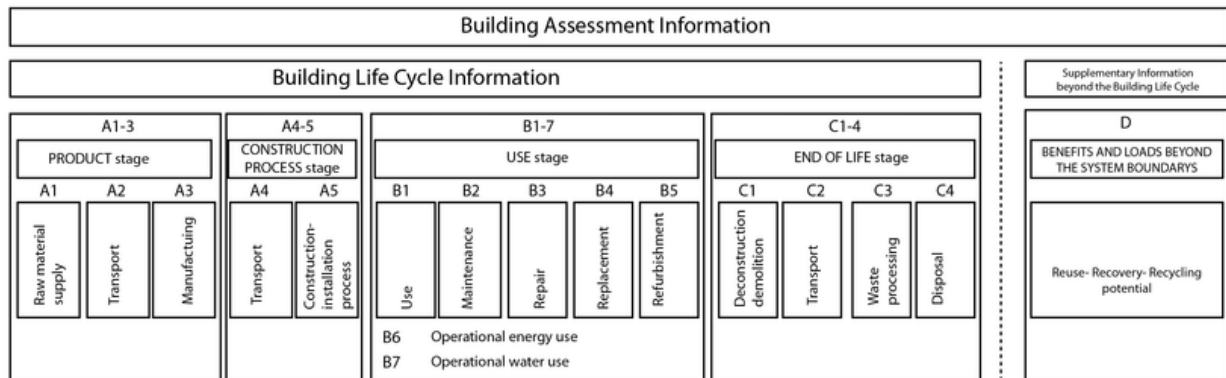 Building Assessment Information
Building Life Cycle Information
Supplementary Information
beyond the Building Life Cycle
A1-3
A4-5
B1-7
C1-4
D
PRODUCT stage
CONSTRUCTION
PROCESS stage
USE stage
END OF LIFE stage
BENEFITS AND LOADS BEYOND
THE SYSTEM BOUNDARYS
A1
A2
A3
A4
A5
B1
B2
B3
B4
B5
C1
C2
C3
C4
Raw material
supply
Transport
Manufactuing
Transport
Construction-
installation
process
Use
Maintenance
Repair
Replacement
Refurbishment
Deconstruction
demolition
Transport
Waste
processing
Disposal
Reuse- Recovery- Recycling
potential
B6 Operational energy use
B7 Operational water use